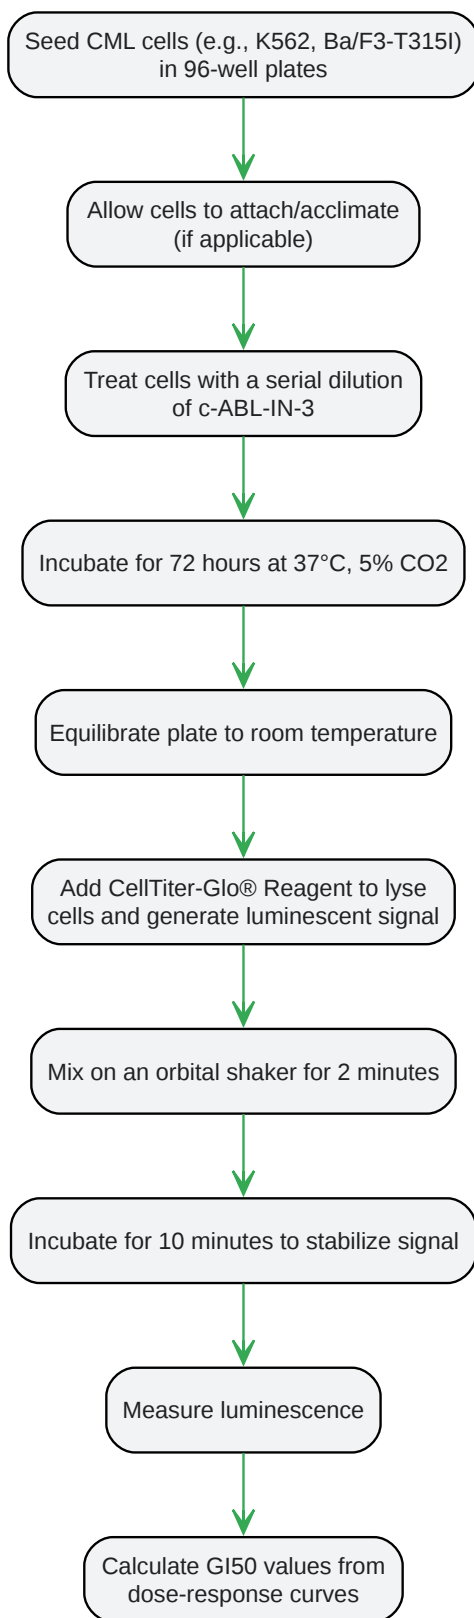 Seed CML cells (e.g., K562, Ba/F3-T315I)
in 96-well plates
Allow cells to attach/acclimate
(if applicable)
Treat cells with a serial dilution
of c-ABL-IN-3
Incubate for 72 hours at 37°C, 5% CO2
Equilibrate plate to room temperature
Add CellTiter-Glo® Reagent to lyse
cells and generate luminescent signal
Mix on an orbital shaker for 2 minutes
Incubate for 10 minutes to stabilize signal
Measure luminescence
Calculate GI50 values from
dose-response curves